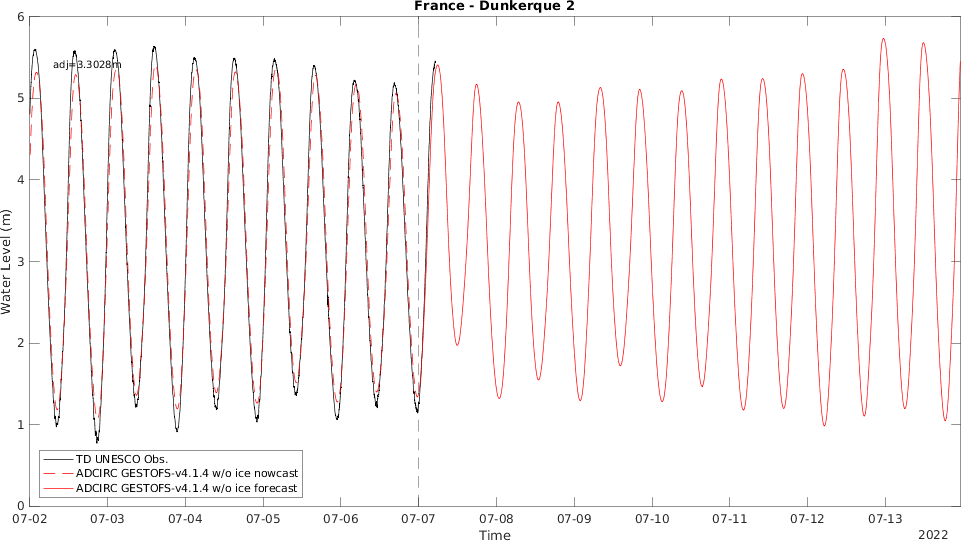 France - Dunkerque 2
adj=3.3028m
Water Level (m)
6
5
4
3
2
1
0
TD UNESCO Obs.
ADCIRC GESTOFS-v4.1.4 w/o ice nowcast
ADCIRC GESTOFS-v4.1.4 w/o ice forecast
07-02 07-03 07-04 07-05 07-06 07-07 07-08 07-09 07-10 07-11 07-12 07-13
Time
2022